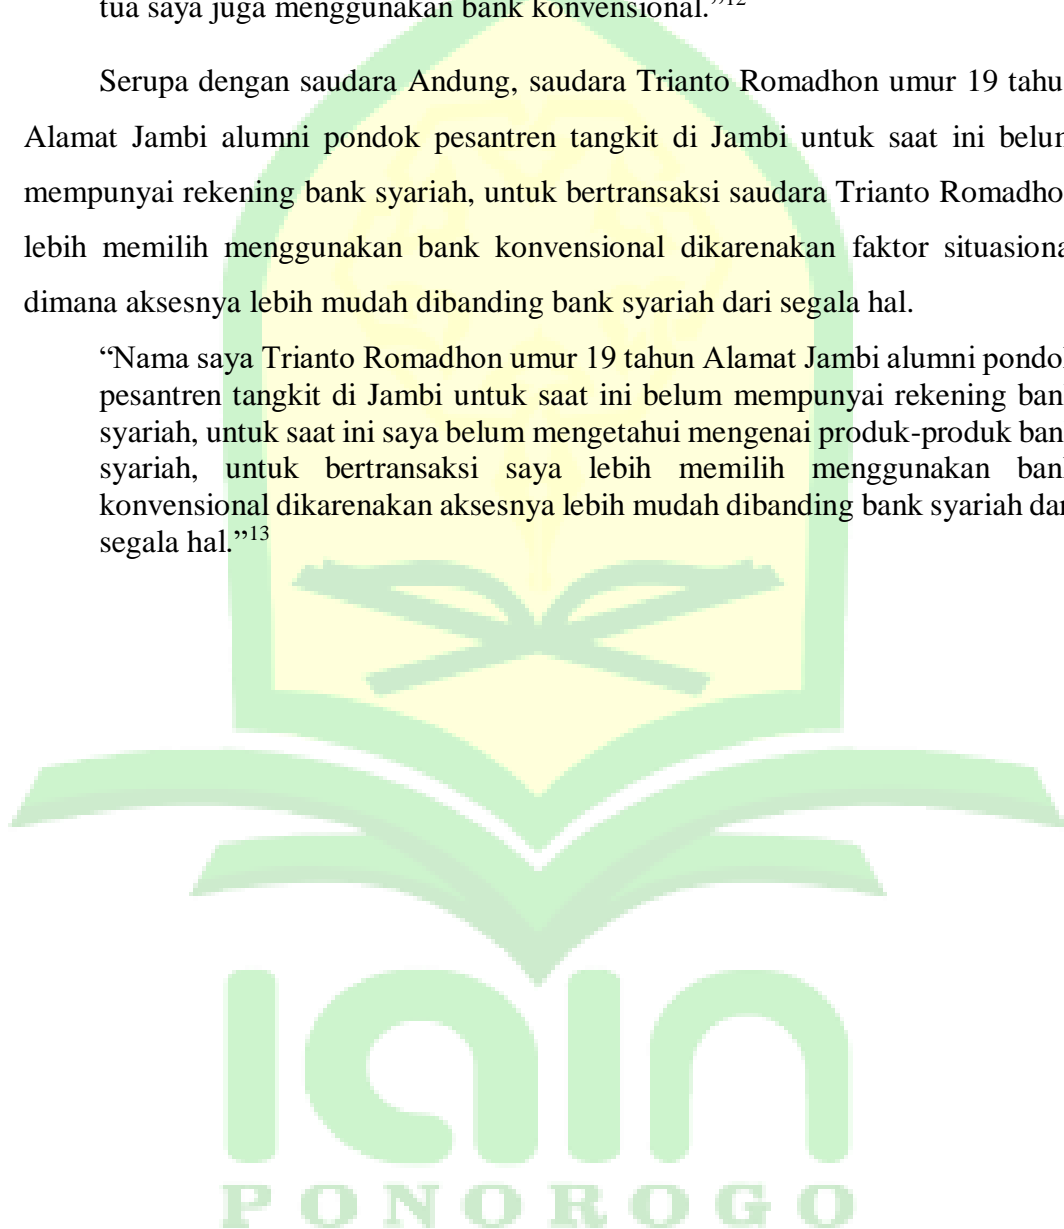 tua saya juga menggunakan bank konvensional.”12
Serupa dengan saudara Andung, saudara Trianto Romadhon umur 19 tahu
Alamat Jambi alumni pondok pesantren tangkit di Jambi untuk saat ini belu
mempunyai rekening bank syariah, untuk bertransaksi saudara Trianto Romadho
lebih memilih menggunakan bank konvensional dikarenakan faktor situasiona
dimana aksesnya lebih mudah dibanding bank syariah dari segala hal.
“Nama saya Trianto Romadhon umur 19 tahun Alamat Jambi alumni pondok
pesantren tangkit di Jambi untuk saat ini belum mempunyai rekening ban
syariah, untuk saat ini saya belum mengetahui mengenai produk-produk ban
syariah, untuk bertransaksi saya lebih memilih menggunakan ban
konvensional dikarenakan aksesnya lebih mudah dibanding bank syariah dar
segala hal.”13
iain
PONOROGO